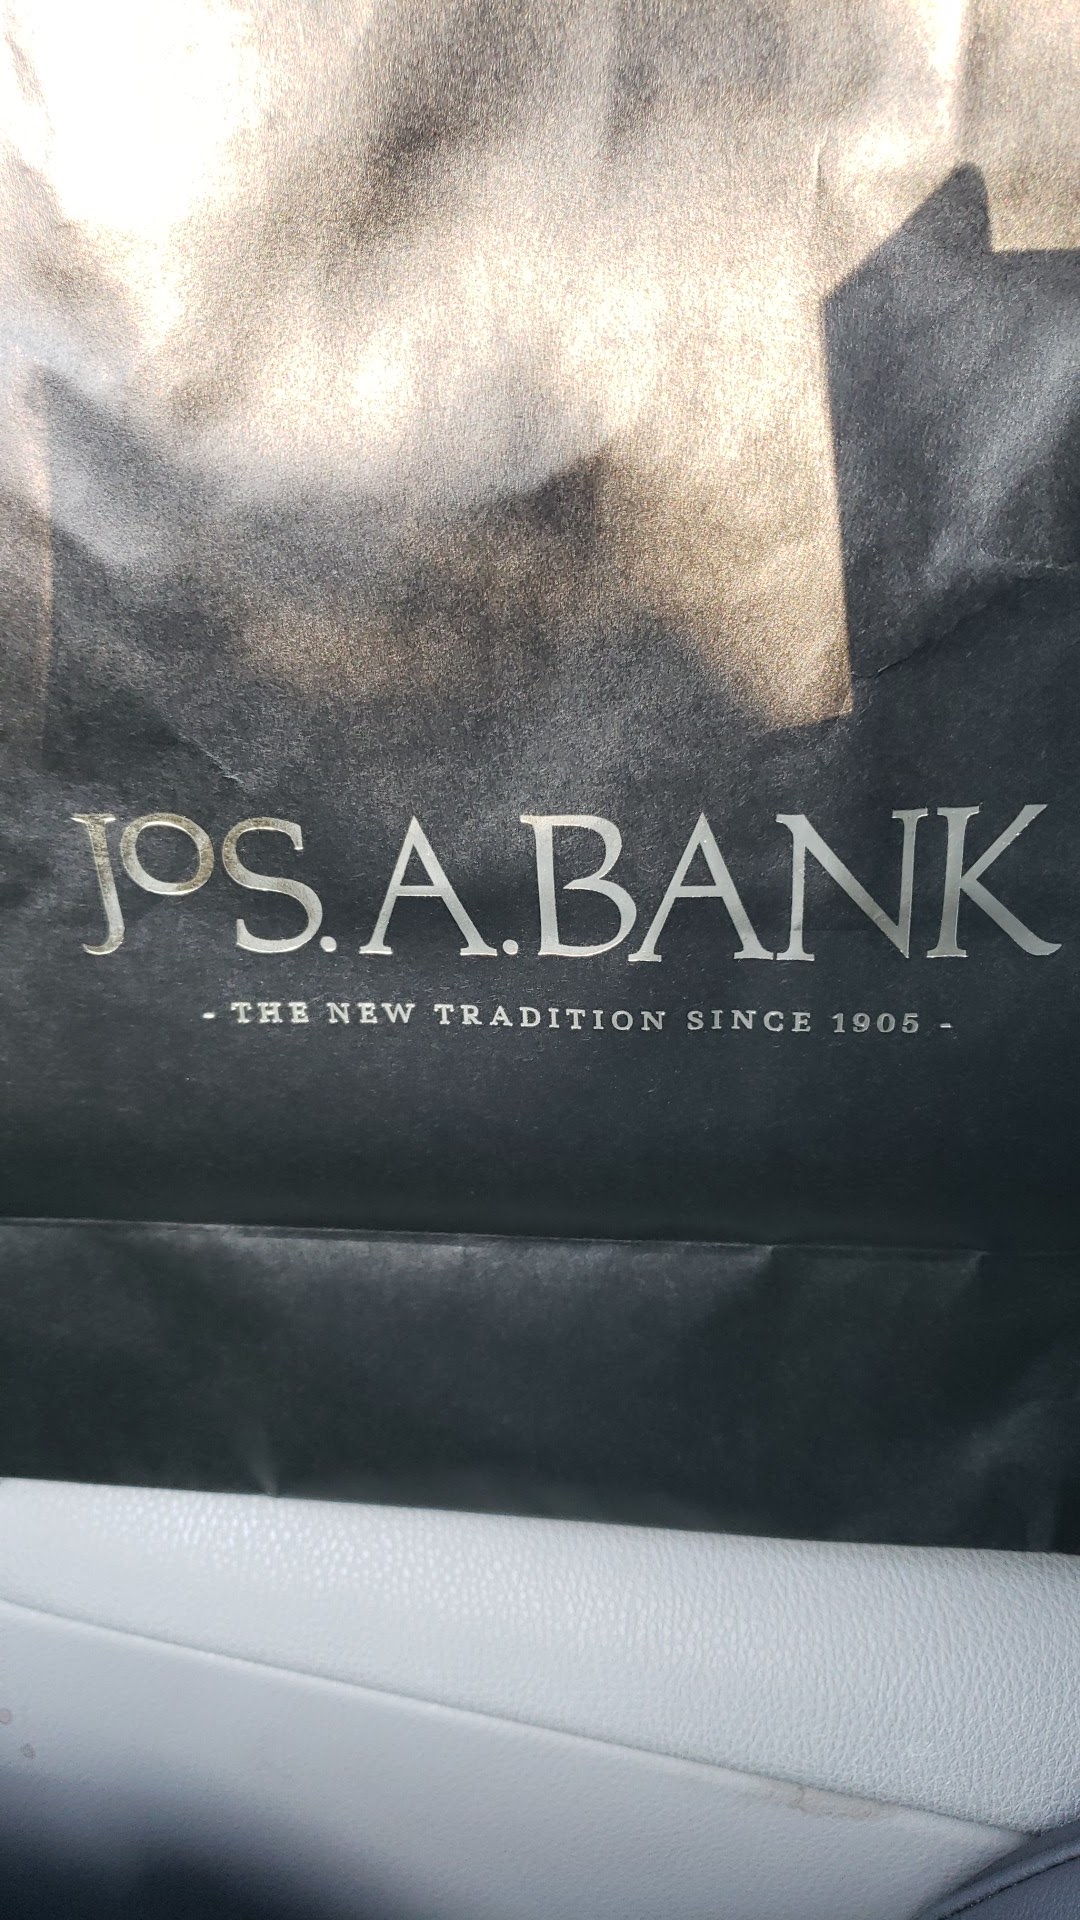 JOS. A. BANK
- THE NEW TRADITION SINCE 1905 -